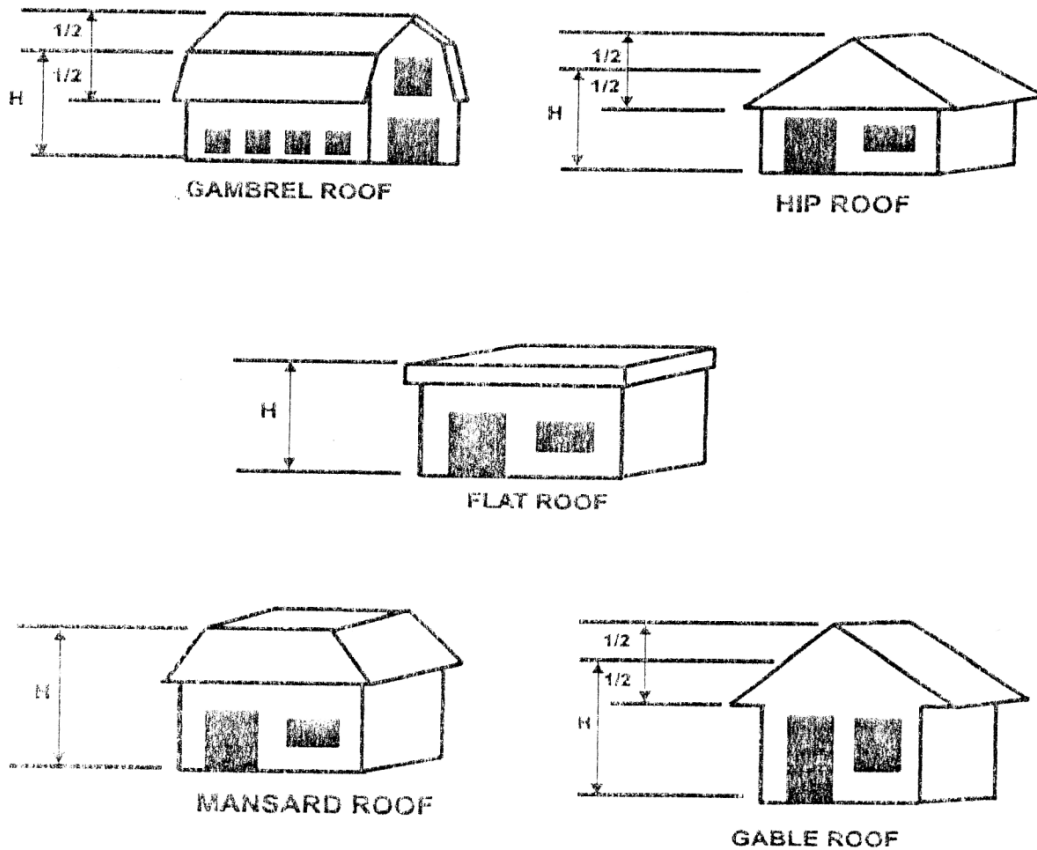 1/2
1/2
H
GAMBREL ROOF
1/2
1/2
H
HIP ROOF
H
FLAT ROOF
H
MANSARD ROOF
1/2
1/2
H
GABLE ROOF